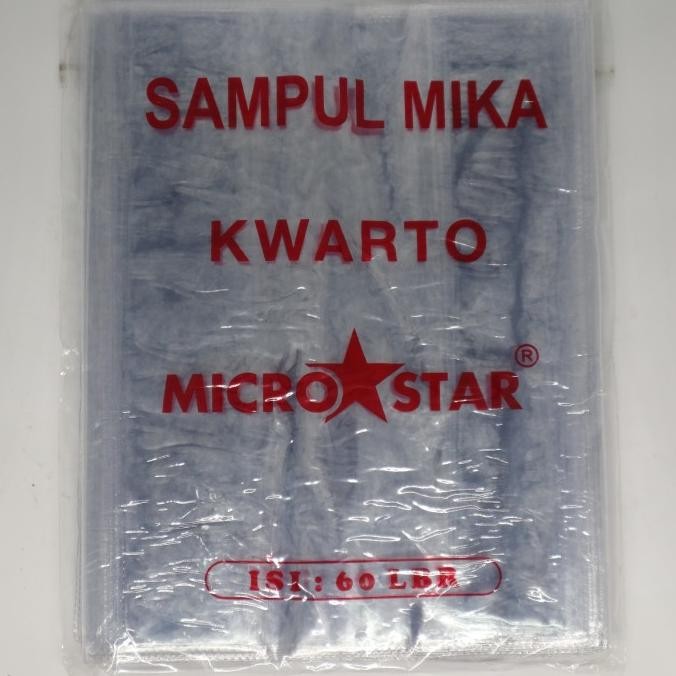 SAMPUL MIKA
KWARTO
MICRO STAR ®
ISI : 60 LBR